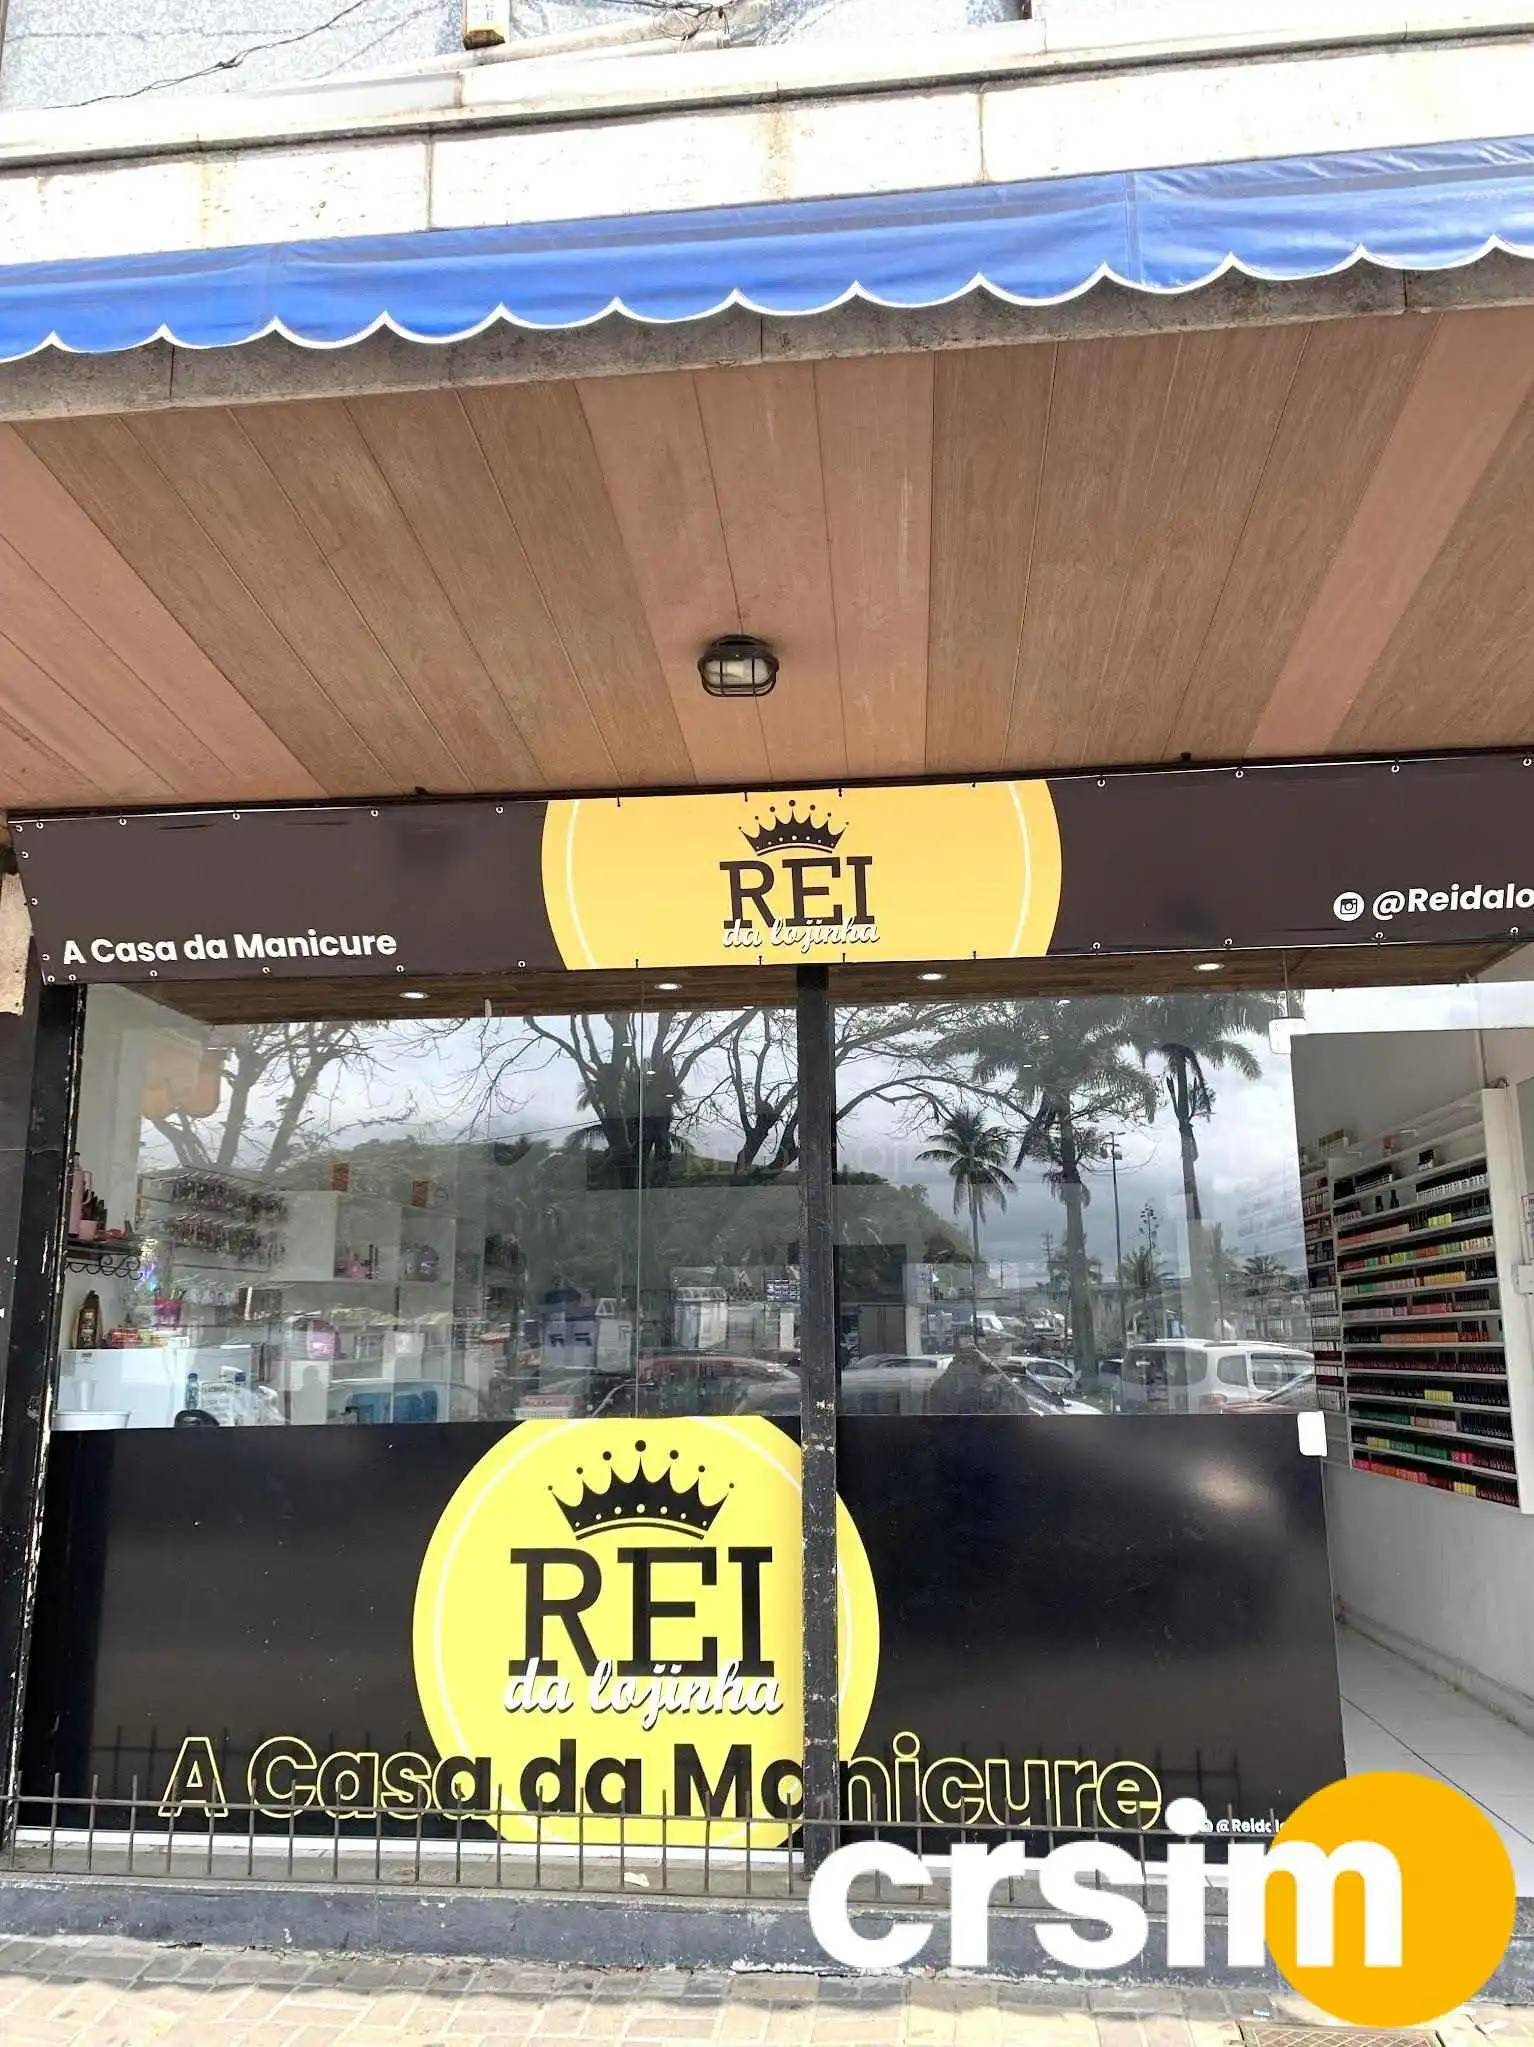 REI
da lojinha
A Casa da Manicure
@Reidalo
REI
da lojinha
A Casa da Manicure
crsim